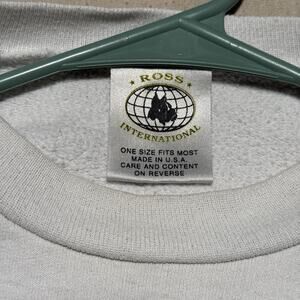 ★ ROSS ★
INTERNATIONAL
ONE SIZE FITS MOST
MADE IN U.S.A.
CARE AND CONTENT
ON REVERSE